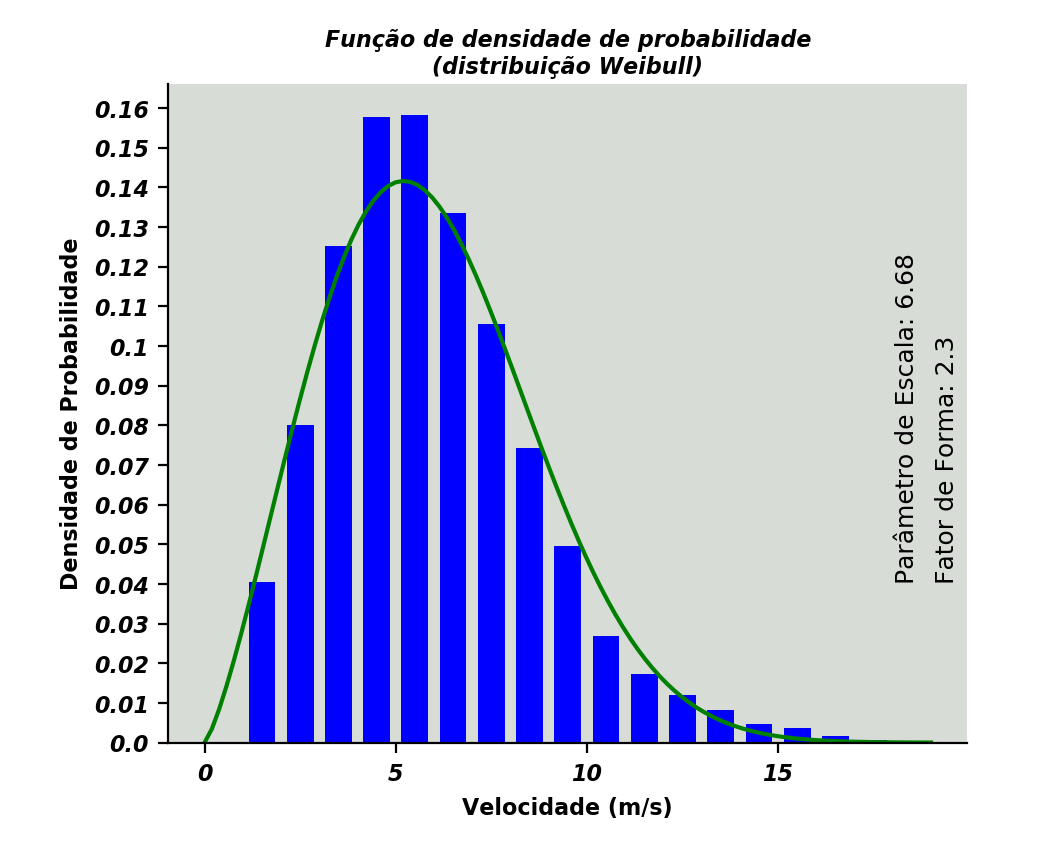 Função de densidade de probabilidade
(distribuição Weibull)
Densidade de Probabilidade
0.16
0.15
0.14
0.13
0.12
0.11
0.1
0.09
0.08
0.07
0.06
0.05
0.04
0.03
0.02
0.01
0.0
Parâmetro de Escala: 6.68
Fator de Forma: 2.3
0 5 10 15
Velocidade (m/s)